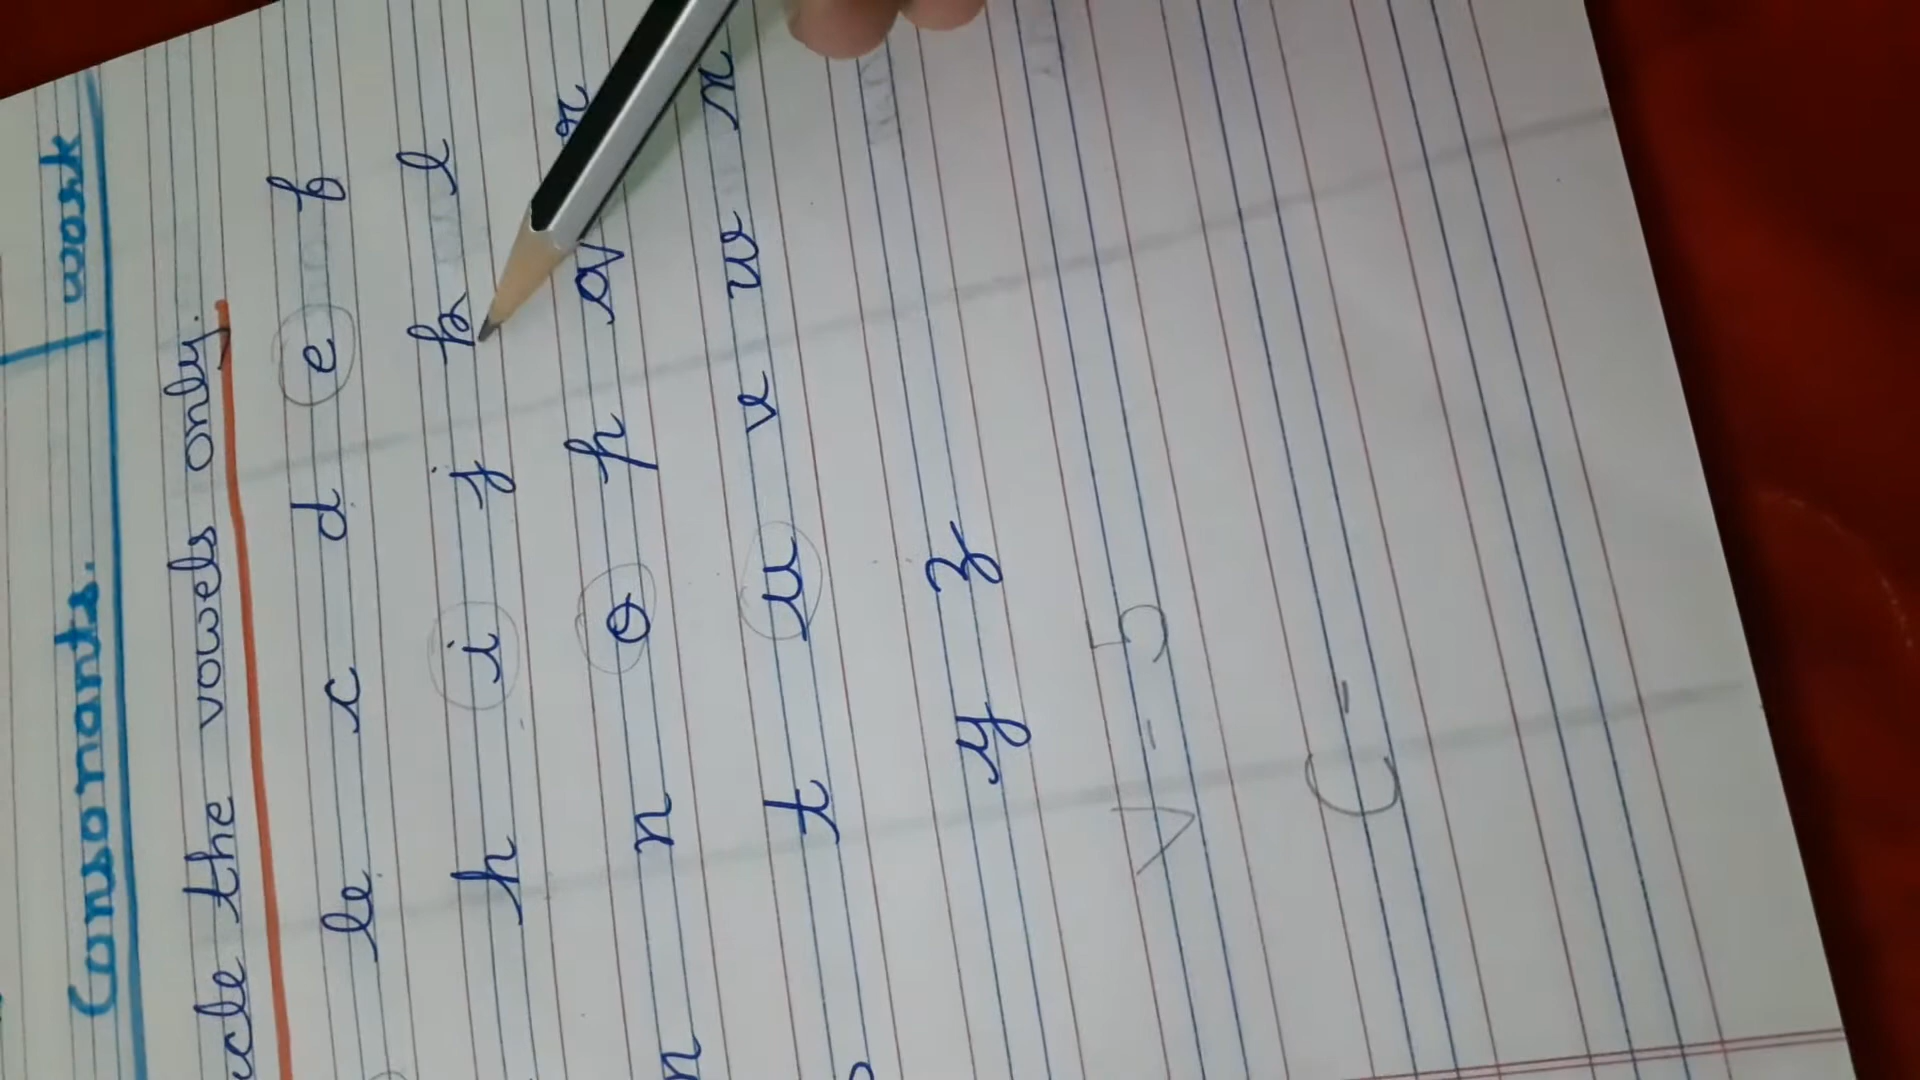 Consonants. work
cle the vowels only.
b c d e f
h i j k l
m n o p q r
t u v w x
y z
V - 5
C -